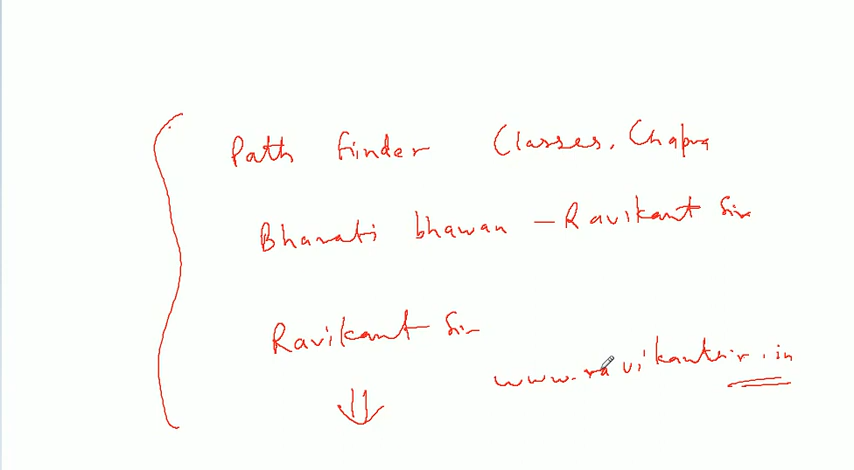 Path finder Classes, Chapra
Bharati bhawan - Ravikant Sir
Ravikant Sir
www.ravikantsir.in